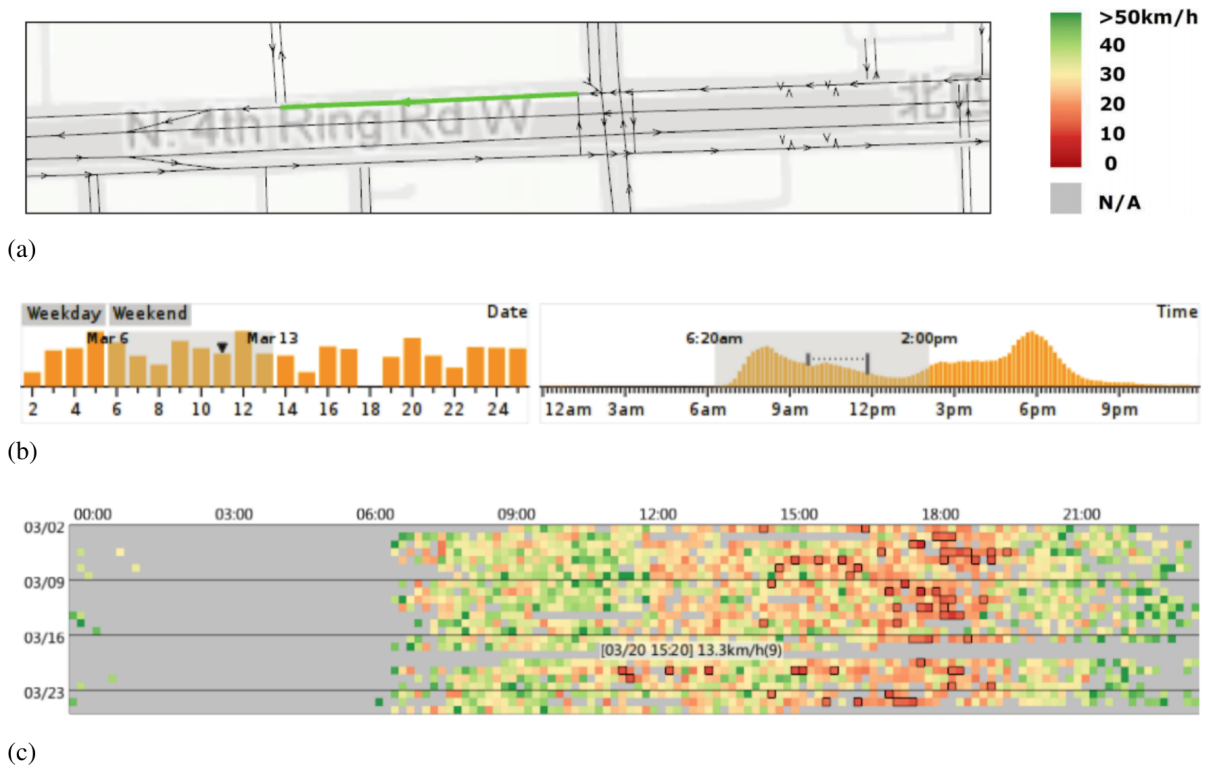 >50km/h
40
30
20
10
0
N/A
N. 4th Ring Rd W
北四
(a)
Weekday Weekend Date
Mar 6 Mar 13
2 4 6 8 10 12 14 16 18 20 22 24
Time
6:20am 2:00pm
12am 3am 6am 9am 12pm 3pm 6pm 9pm
(b)
00:00 03:00 06:00 09:00 12:00 15:00 18:00 21:00
03/02
03/09
03/16
[03/20 15:20] 13.3km/h(9)
03/23
(c)